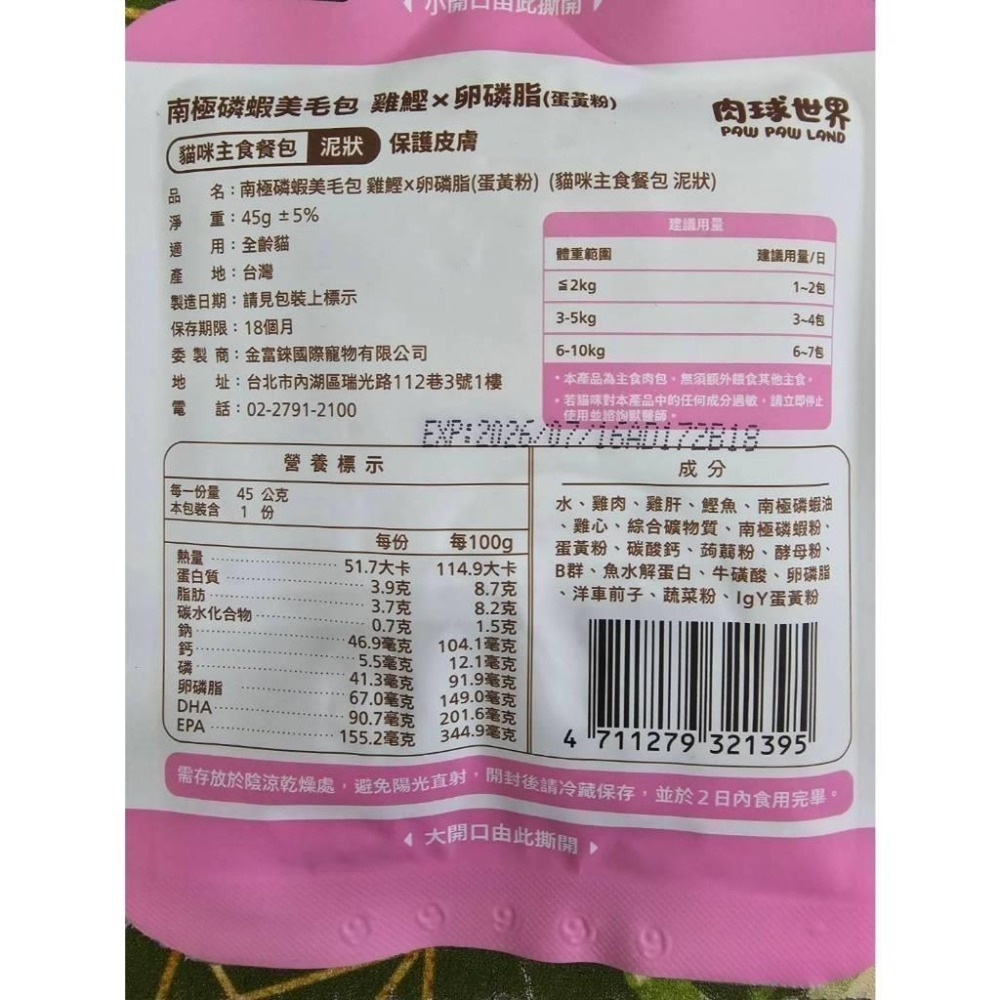 小開口由此撕開
南極磷蝦美毛包 雞鰹×卵磷脂(蛋黃粉)
肉球世界
PAW PAW LAND
貓咪主食餐包 泥狀 保護皮膚
品 名：南極磷蝦美毛包 雞鰹×卵磷脂(蛋黃粉) (貓咪主食餐包 泥狀)
淨 重：45g ±5%
適 用：全齡貓
產 地：台灣
製造日期：請見包裝上標示
保存期限：18個月
委 製 商：金富錸國際寵物有限公司
地 址：台北市內湖區瑞光路112巷3號1樓
電 話：02-2791-2100
建議用量
體重範圍 建議用量/日
≦2kg 1~2包
3-5kg 3~4包
6-10kg 6~7包
・本產品為主食肉包，無須額外餵食其他主食。
・若貓咪對本產品中的任何成分過敏，請立即停止
使用並諮詢獸醫師。
EXP:2026/07/16AD172B18
營養標示
每一份量 45 公克
本包裝含 1 份
每份 每100g
熱量 51.7大卡 114.9大卡
蛋白質 3.9克 8.7克
脂肪 3.7克 8.2克
碳水化合物 0.7克 1.5克
鈉 46.9毫克 104.1毫克
鈣 5.5毫克 12.1毫克
磷 41.3毫克 91.9毫克
卵磷脂 67.0毫克 149.0毫克
DHA 90.7毫克 201.6毫克
EPA 155.2毫克 344.9毫克
成分
水、雞肉、雞肝、鰹魚、南極磷蝦油
、雞心、綜合礦物質、南極磷蝦粉、
蛋黃粉、碳酸鈣、蒟蒻粉、酵母粉、
B群、魚水解蛋白、牛磺酸、卵磷脂
、洋車前子、蔬菜粉、IgY蛋黃粉
4 711279 321395
需存放於陰涼乾燥處，避免陽光直射，開封後請冷藏保存，並於2日內食用完畢。
大開口由此撕開